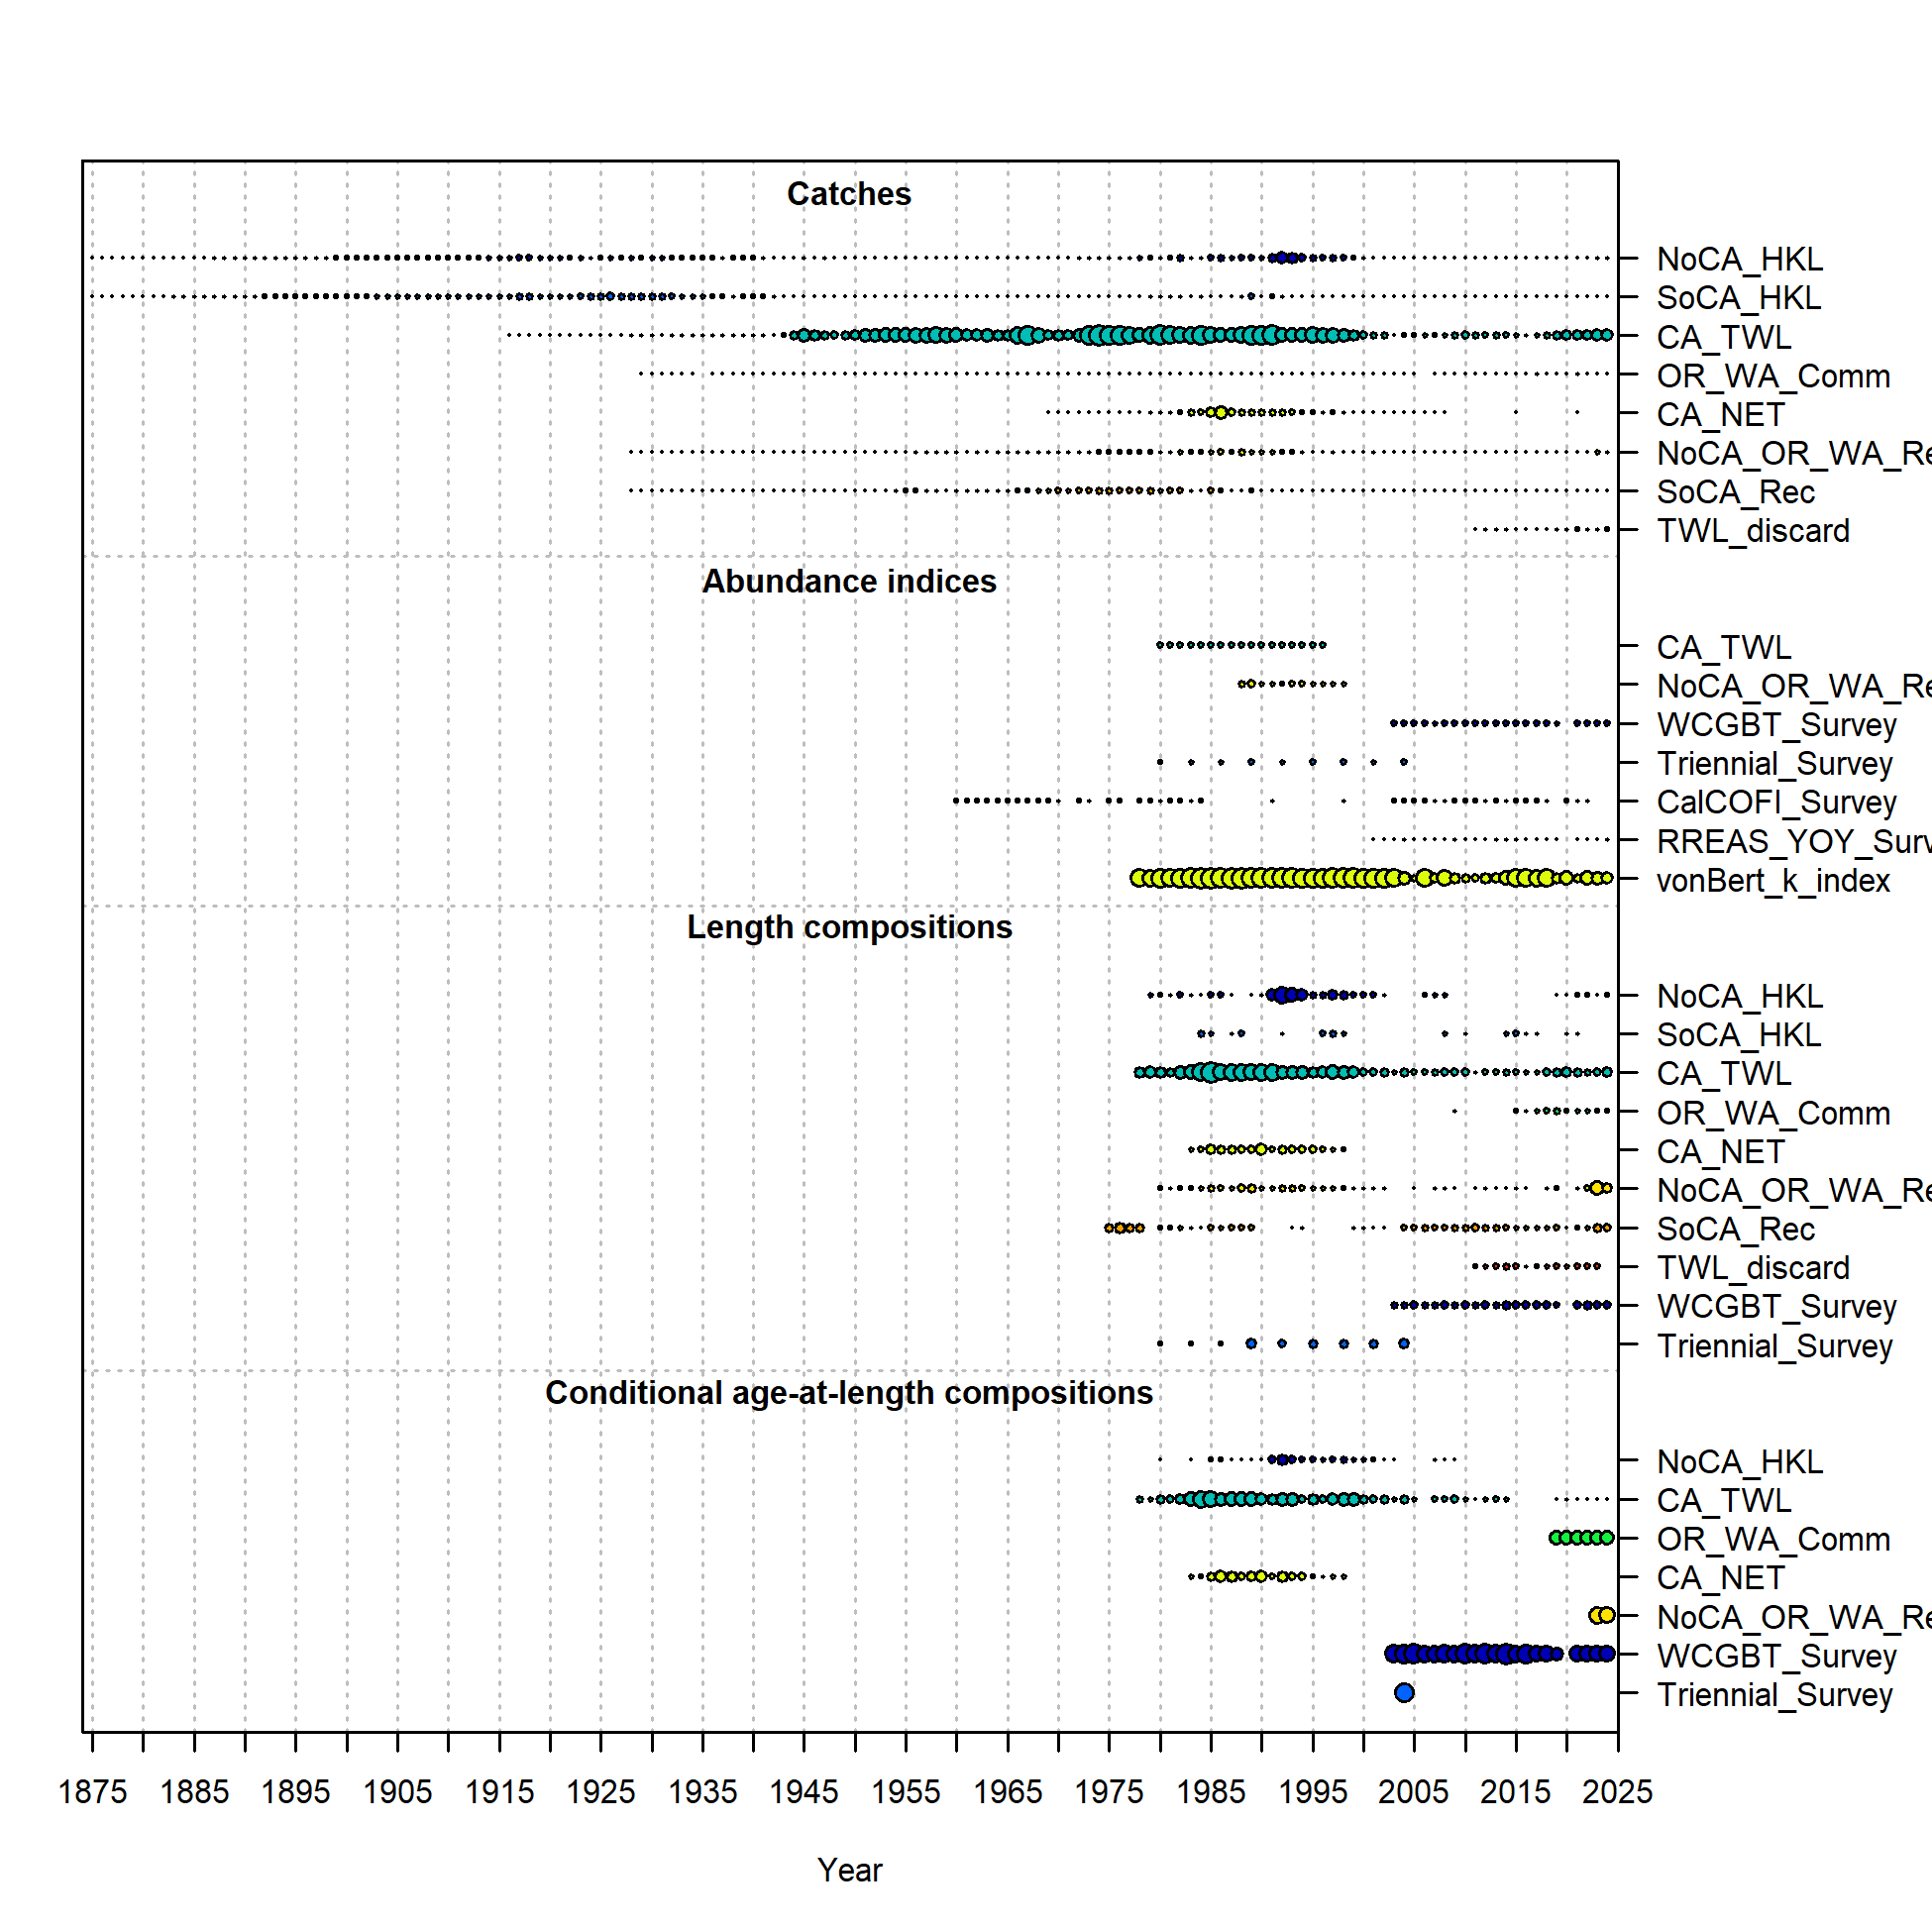 Catches
NoCA_HKL
SoCA_HKL
CA_TWL
OR_WA_Comm
CA_NET
NoCA_OR_WA_Re
SoCA_Rec
TWL_discard
Abundance indices
CA_TWL
NoCA_OR_WA_Re
WCGBT_Survey
Triennial_Survey
CalCOFI_Survey
RREAS_YOY_Surv
vonBert_k_index
Length compositions
NoCA_HKL
SoCA_HKL
CA_TWL
OR_WA_Comm
CA_NET
NoCA_OR_WA_Re
SoCA_Rec
TWL_discard
WCGBT_Survey
Triennial_Survey
Conditional age-at-length compositions
NoCA_HKL
CA_TWL
OR_WA_Comm
CA_NET
NoCA_OR_WA_Re
WCGBT_Survey
Triennial_Survey
1875 1885 1895 1905 1915 1925 1935 1945 1955 1965 1975 1985 1995 2005 2015 2025
Year